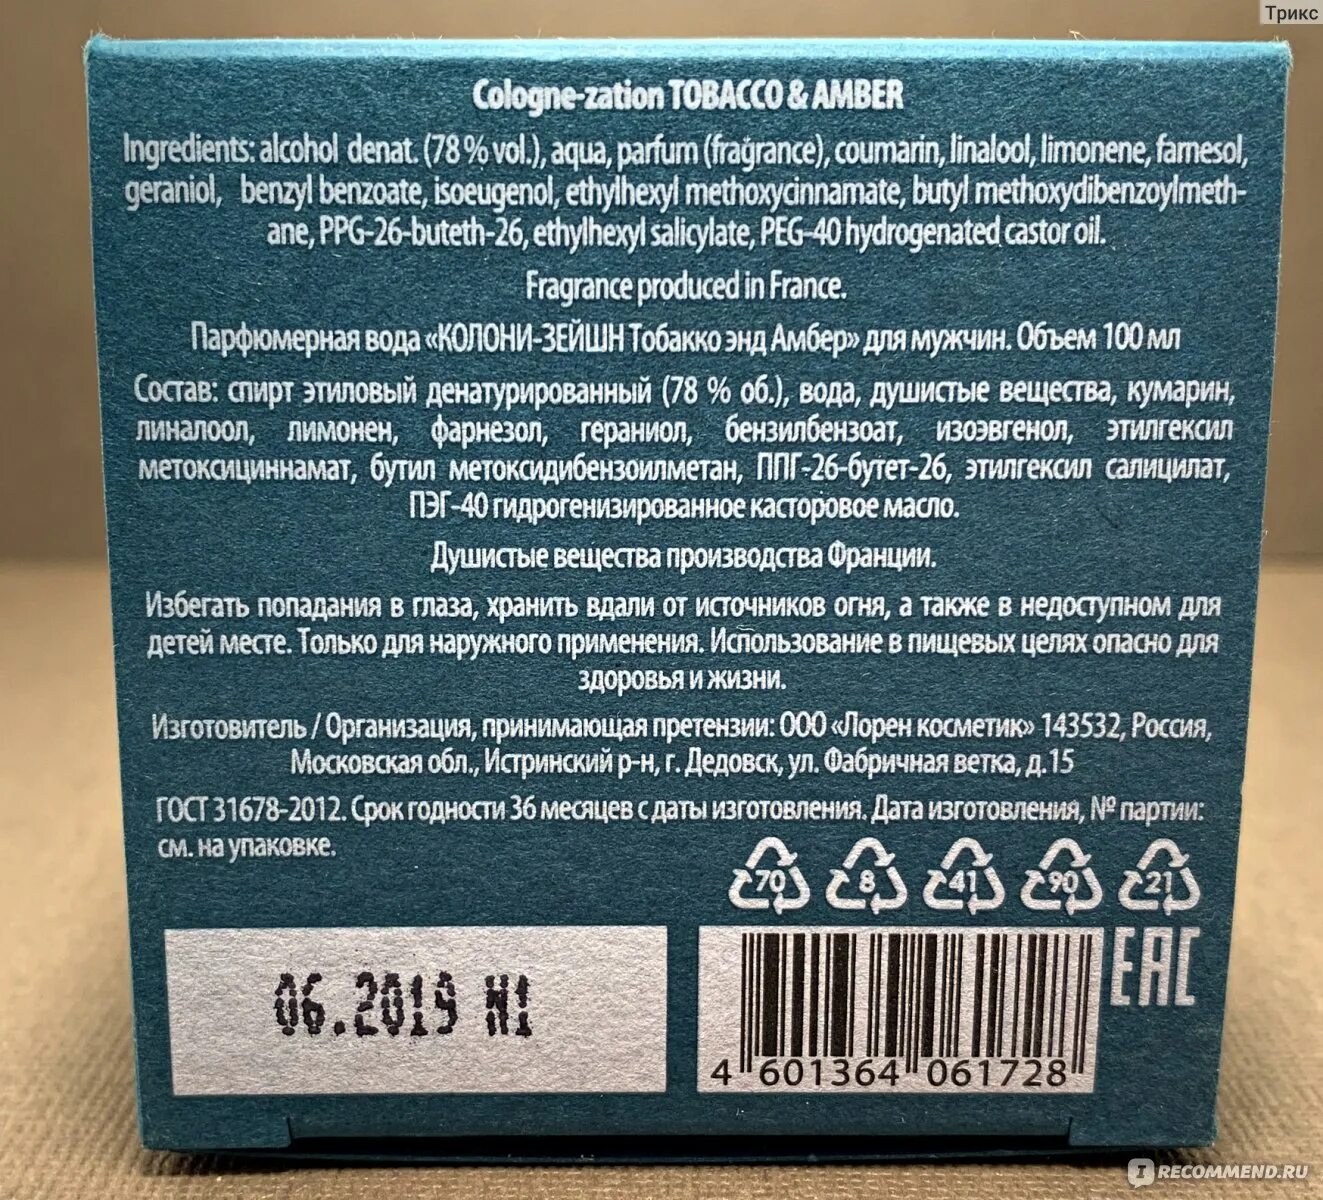 Трикс
Cologne-zation TOBACCO & AMBER
Ingredients: alcohol denat. (78 % vol.), aqua, parfum (fragrance), coumarin, linalool, limonene, farnesol,
geraniol, benzyl benzoate, isoeugenol, ethylhexyl methoxycinnamate, butyl methoxydibenzoylmeth-
ane, PPG-26-buteth-26, ethylhexyl salicylate, PEG-40 hydrogenated castor oil.
Fragrance produced in France.
Парфюмерная вода «КОЛОНИ-ЗЕЙШН Тобакко энд Амбер» для мужчин. Объем 100 мл
Состав: спирт этиловый денатурированный (78 % об.), вода, душистые вещества, кумарин,
линалоол, лимонен, фарнезол, гераниол, бензилбензоат, изоэвгенол, этилгексил
метоксициннамат, бутил метоксидибензоилметан, ППГ-26-бутет-26, этилгексил салицилат,
ПЭГ-40 гидрогенизированное касторовое масло.
Душистые вещества производства Франции.
Избегать попадания в глаза, хранить вдали от источников огня, а также в недоступном для
детей месте. Только для наружного применения. Использование в пищевых целях опасно для
здоровья и жизни.
Изготовитель / Организация, принимающая претензии: ООО «Лорен косметик» 143532, Россия,
Московская обл., Истринский р-н, г. Дедовск, ул. Фабричная ветка, д.15
ГОСТ 31678-2012. Срок годности 36 месяцев с даты изготовления. Дата изготовления, № партии:
см. на упаковке.
70 8 41 90 21
06.2019 N1
EAC
4 601364 061728
IRECOMMEND.RU